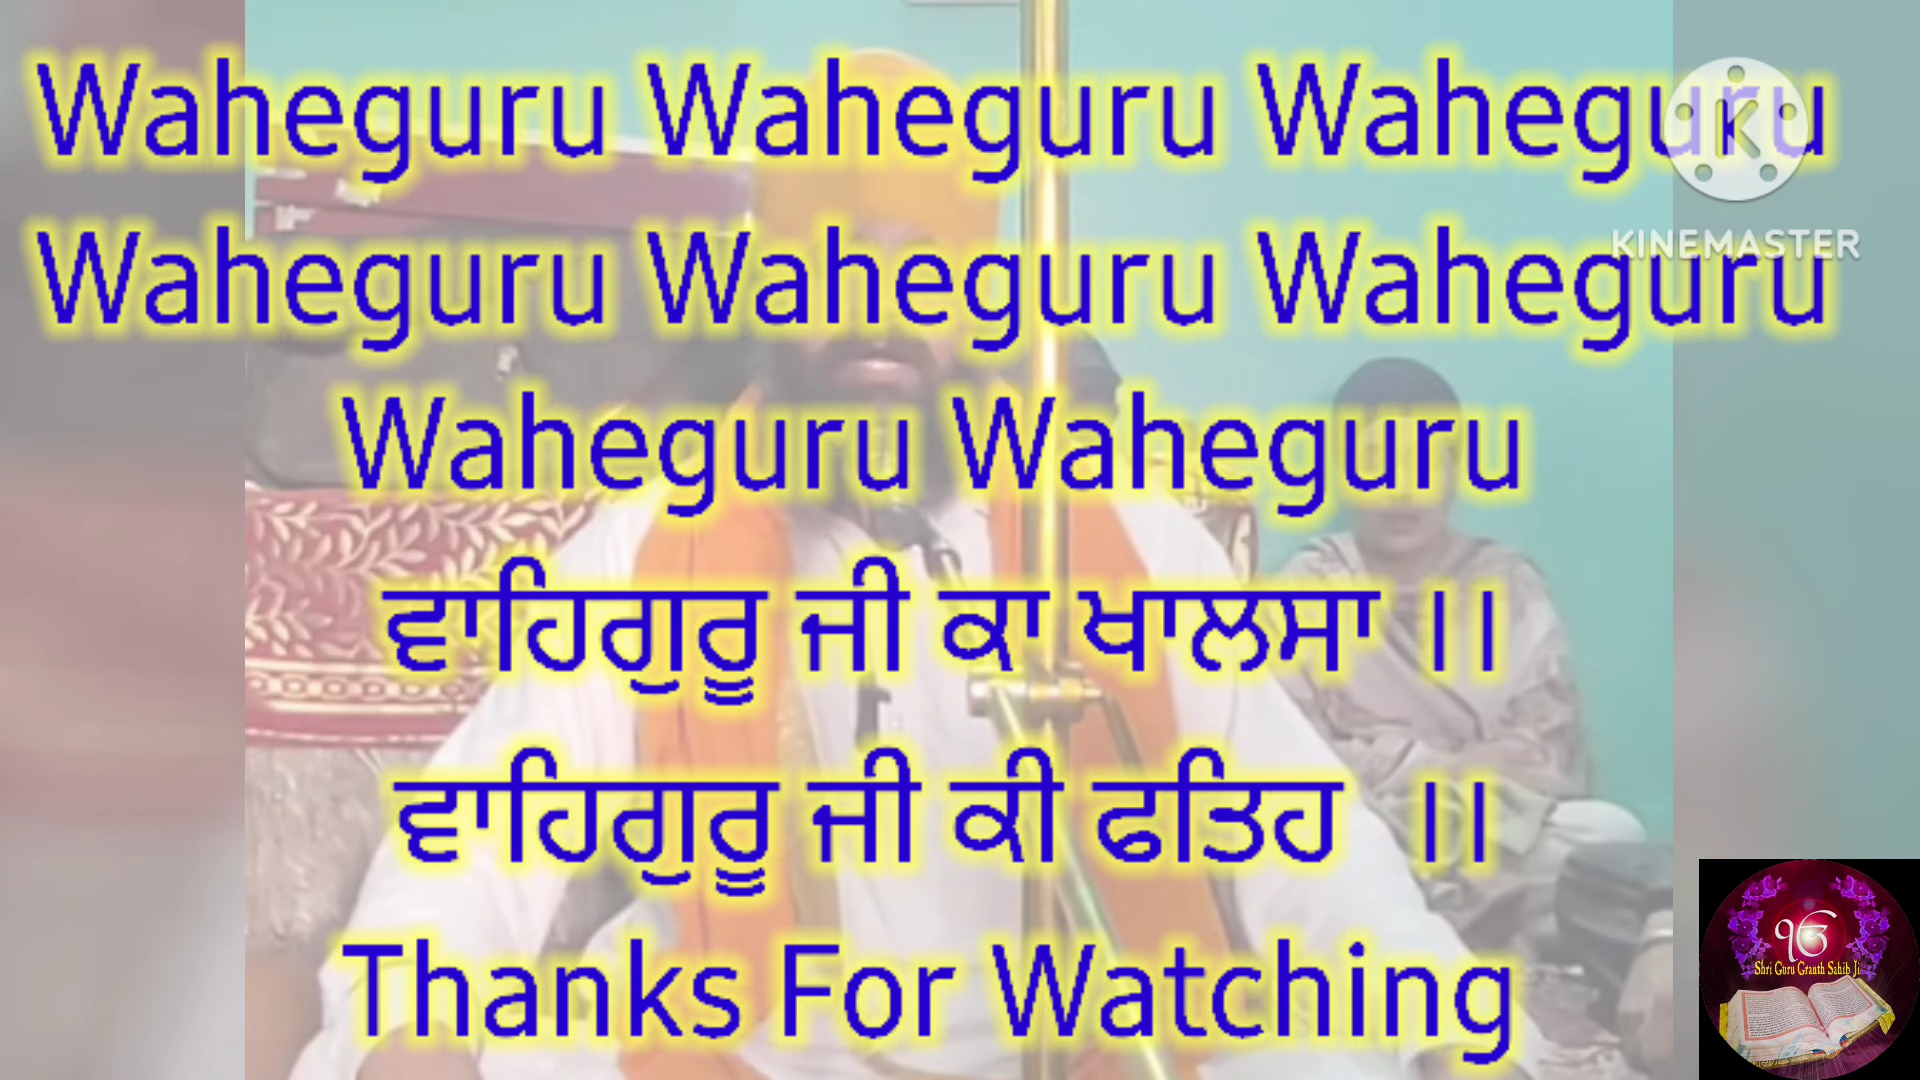 Waheguru Waheguru Waheguru
KINEMASTER
Waheguru Waheguru Waheguru
Waheguru Waheguru
ਵਾਹਿਗੁਰੂ ਜੀ ਕਾ ਖਾਲਸਾ ।।
ਵਾਹਿਗੁਰੂ ਜੀ ਕੀ ਫਤਿਹ ।।
Thanks For Watching
ੴ
Shri Guru Granth Sahib Ji